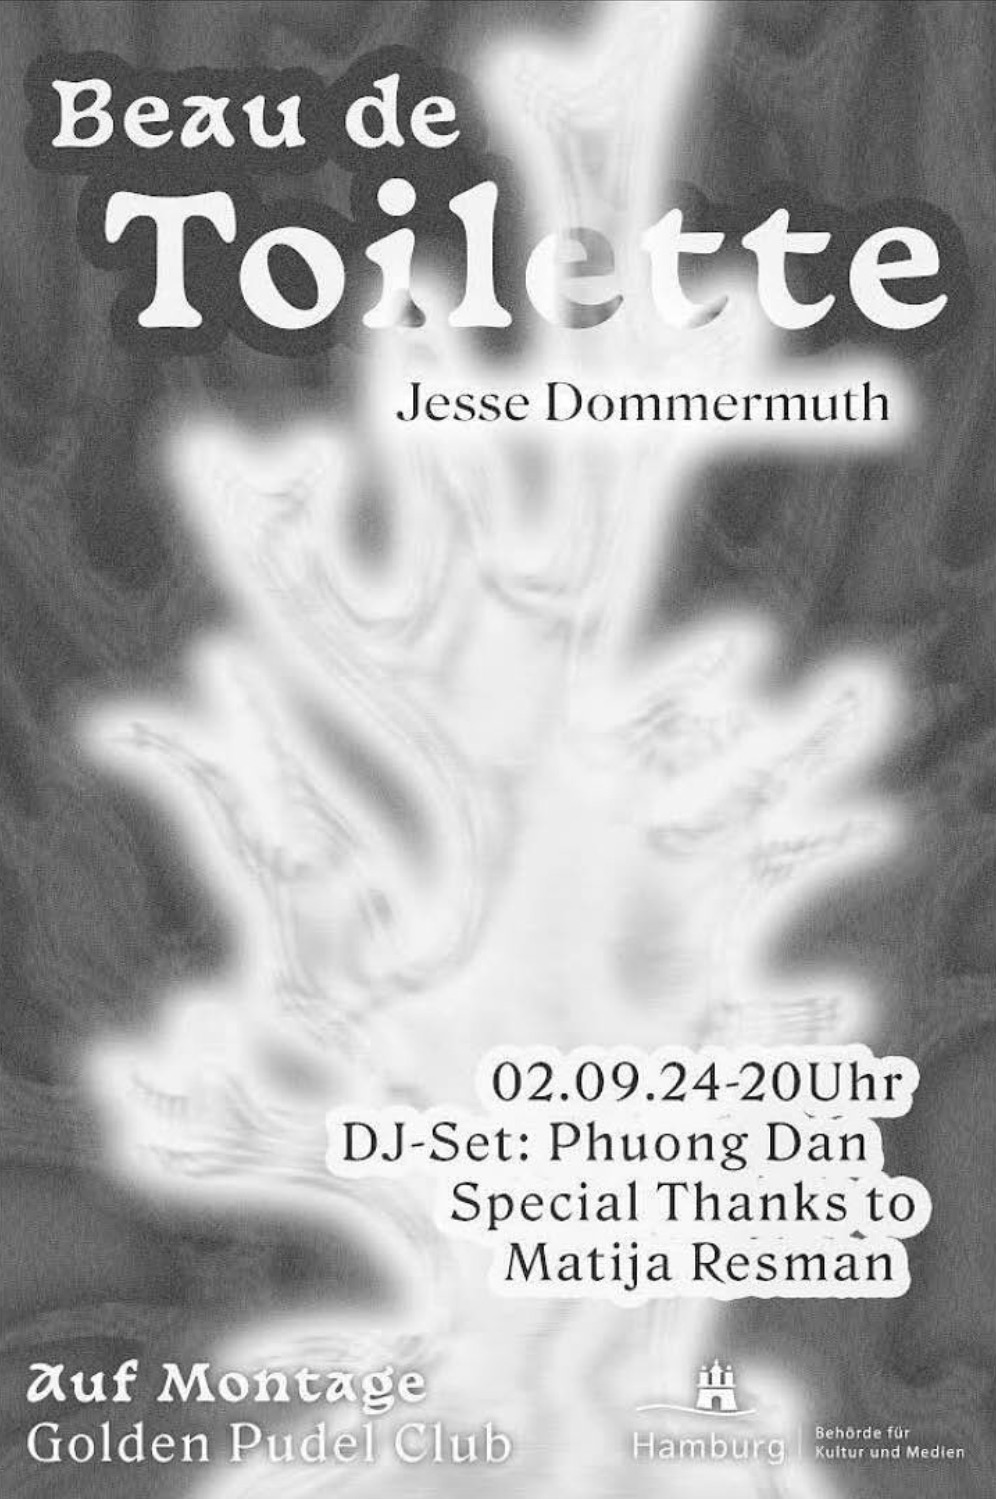 Beau de
Toilette
Jesse Dommermuth
02.09.24-20Uhr
DJ-Set: Phuong Dan
Special Thanks to
Matija Resman
Auf Montage
Golden Pudel Club
Hamburg
Behörde für
Kultur und Medien